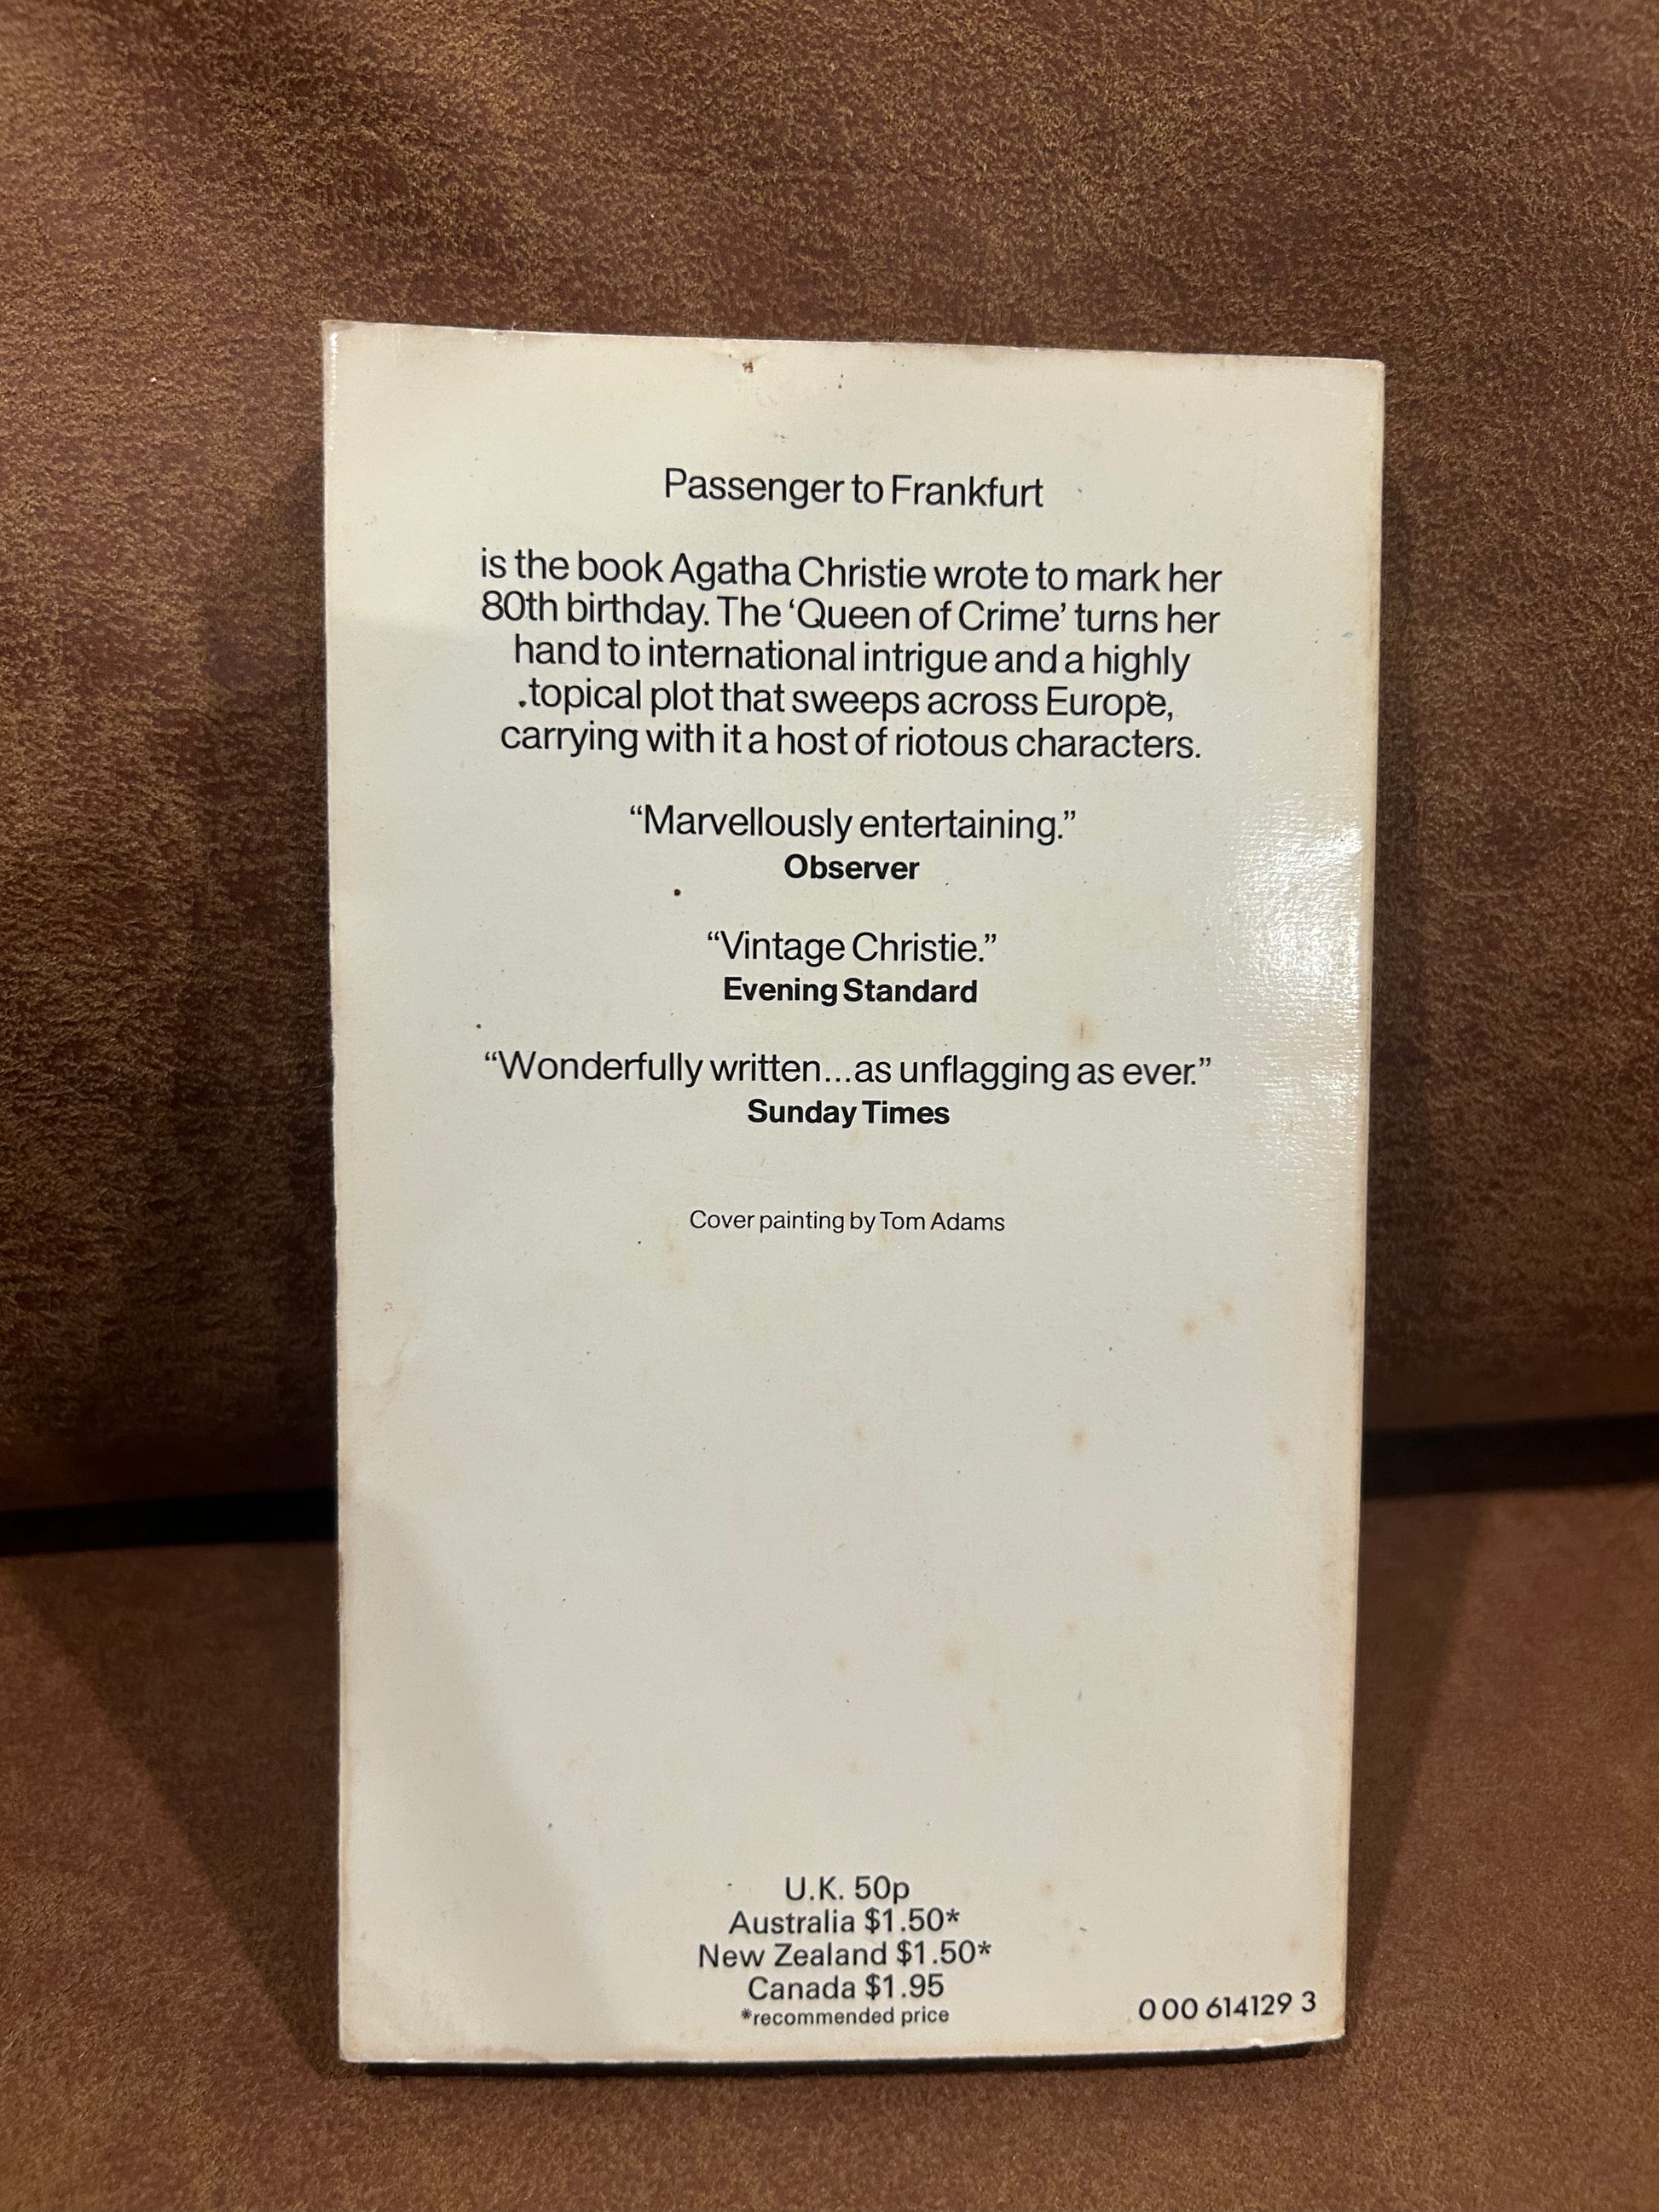 Passenger to Frankfurt
is the book Agatha Christie wrote to mark her
80th birthday. The ‘Queen of Crime’ turns her
hand to international intrigue and a highly
topical plot that sweeps across Europe,
carrying with it a host of riotous characters.
“Marvellously entertaining.”
Observer
“Vintage Christie.”
Evening Standard
“Wonderfully written...as unflagging as ever.”
Sunday Times
Cover painting by Tom Adams
U.K. 50p
Australia $1.50*
New Zealand $1.50*
Canada $1.95
*recommended price
0 00 614129 3